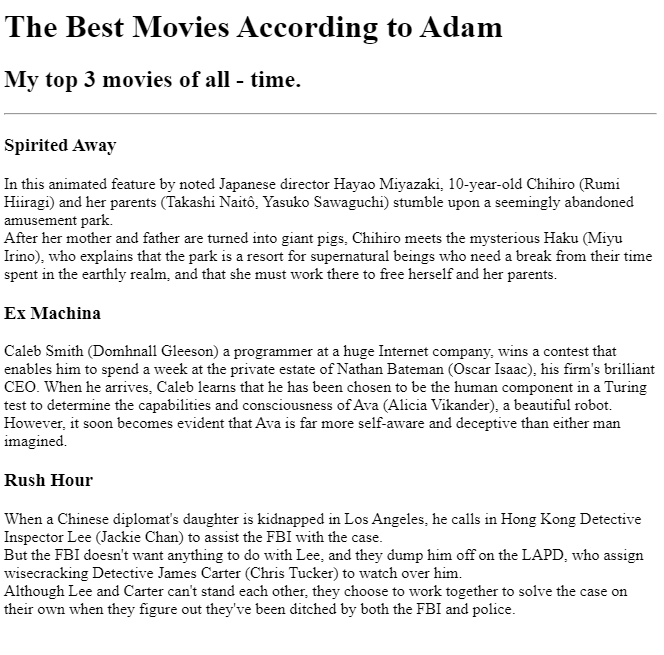 The Best Movies According to Adam
My top 3 movies of all - time.
Spirited Away
In this animated feature by noted Japanese director Hayao Miyazaki, 10-year-old Chihiro (Rumi
Hiiragi) and her parents (Takashi Naitô, Yasuko Sawaguchi) stumble upon a seemingly abandoned
amusement park.
After her mother and father are turned into giant pigs, Chihiro meets the mysterious Haku (Miyu
Irino), who explains that the park is a resort for supernatural beings who need a break from their time
spent in the earthly realm, and that she must work there to free herself and her parents.
Ex Machina
Caleb Smith (Domhnall Gleeson) a programmer at a huge Internet company, wins a contest that
enables him to spend a week at the private estate of Nathan Bateman (Oscar Isaac), his firm's brilliant
CEO. When he arrives, Caleb learns that he has been chosen to be the human component in a Turing
test to determine the capabilities and consciousness of Ava (Alicia Vikander), a beautiful robot.
However, it soon becomes evident that Ava is far more self-aware and deceptive than either man
imagined.
Rush Hour
When a Chinese diplomat's daughter is kidnapped in Los Angeles, he calls in Hong Kong Detective
Inspector Lee (Jackie Chan) to assist the FBI with the case.
But the FBI doesn't want anything to do with Lee, and they dump him off on the LAPD, who assign
wisecracking Detective James Carter (Chris Tucker) to watch over him.
Although Lee and Carter can't stand each other, they choose to work together to solve the case on
their own when they figure out they've been ditched by both the FBI and police.